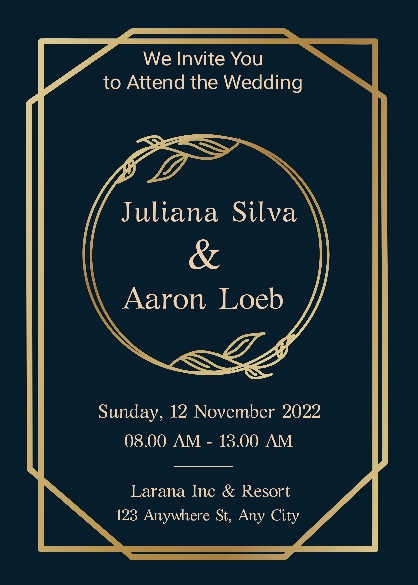 We Invite You
to Attend the Wedding
Juliana Silva
&
Aaron Loeb
Sunday, 12 November 2022
08.00 AM - 13.00 AM
Larana Inc & Resort
123 Anywhere St, Any City